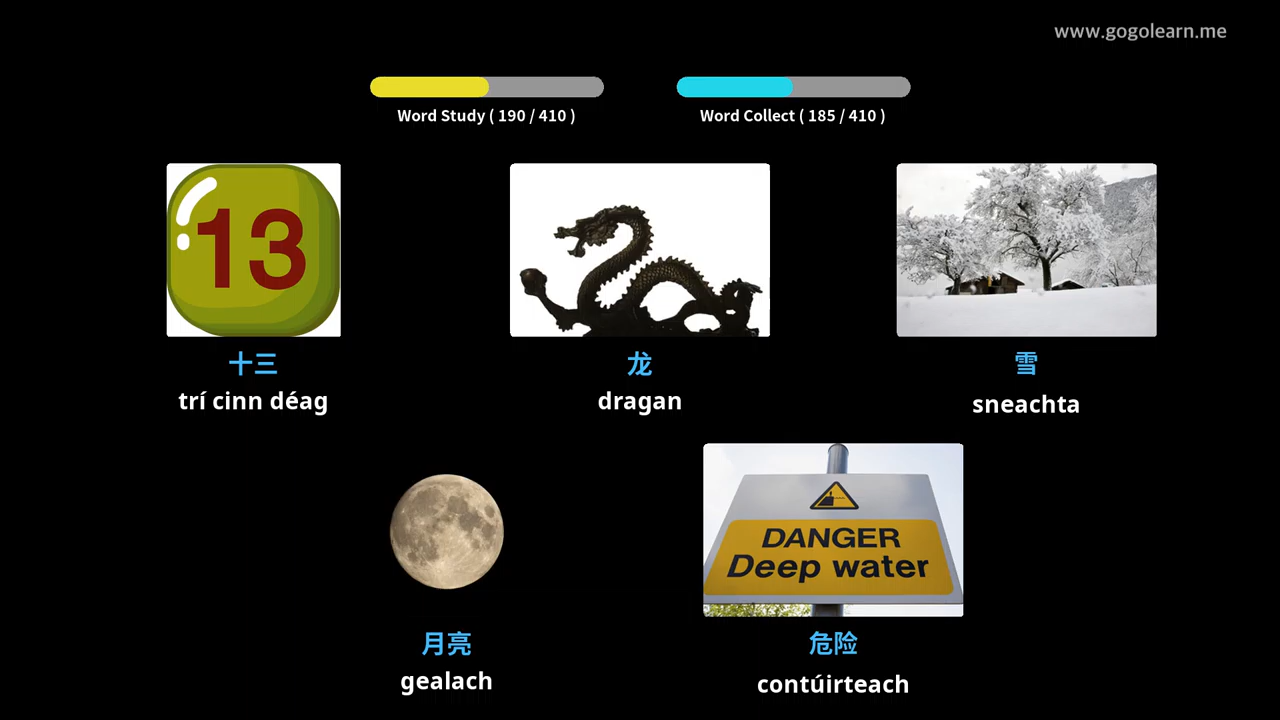 www.gogolearn.me
Word Study ( 190 / 410 )
Word Collect ( 185 / 410 )
13
十三
trí cinn déag
龙
dragan
雪
sneachta
月亮
gealach
DANGER
Deep water
危险
contúirteach